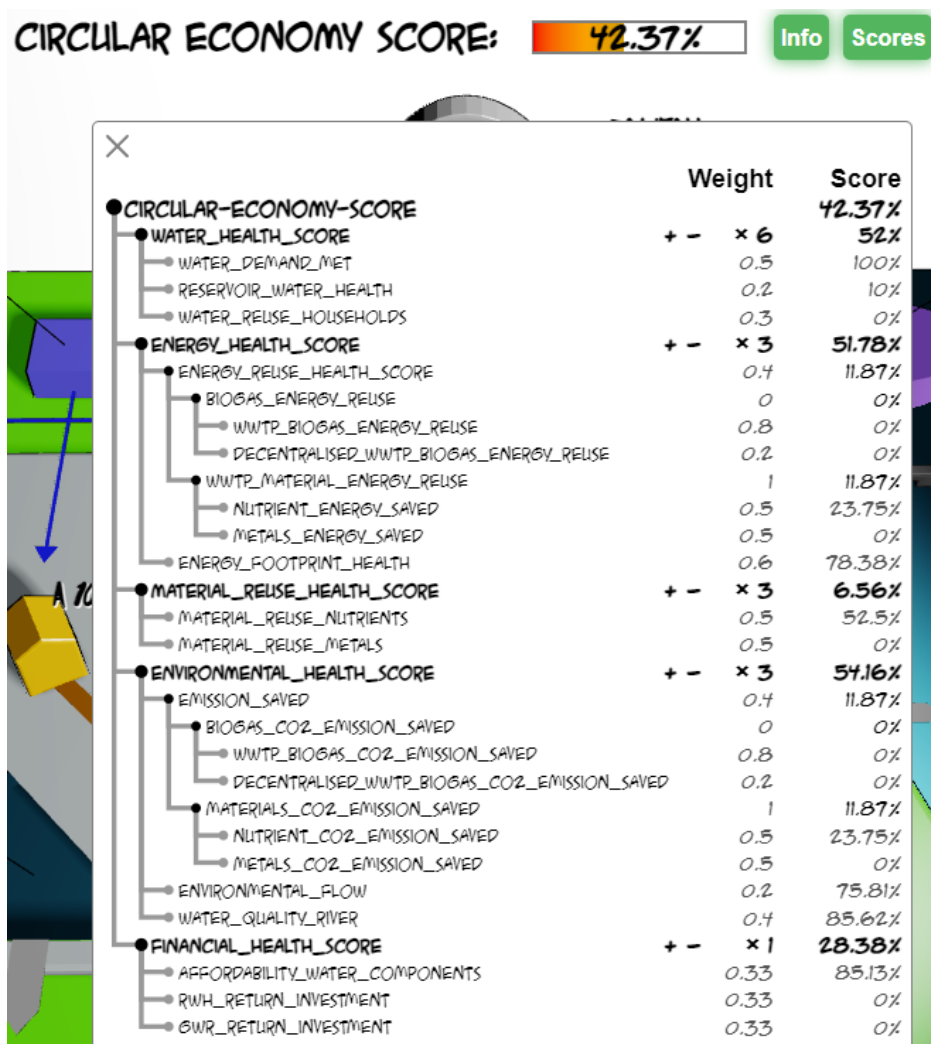 CIRCULAR ECONOMY SCORE: 42.37% Info Scores
Weight Score
CIRCULAR-ECONOMY-SCORE 42.37%
WATER_HEALTH_SCORE + - × 6 52%
WATER_DEMAND_MET 0.5 100%
RESERVOIR_WATER_HEALTH 0.2 10%
WATER_REUSE_HOUSEHOLDS 0.3 0%
ENERGY_HEALTH_SCORE + - × 3 51.78%
ENERGY_REUSE_HEALTH_SCORE 0.4 11.87%
BIOGAS_ENERGY_REUSE 0 0%
WWTP_BIOGAS_ENERGY_REUSE 0.8 0%
DECENTRALISED_WWTP_BIOGAS_ENERGY_REUSE 0.2 0%
WWTP_MATERIAL_ENERGY_REUSE 1 11.87%
NUTRIENT_ENERGY_SAVED 0.5 23.75%
METALS_ENERGY_SAVED 0.5 0%
ENERGY_FOOTPRINT_HEALTH 0.6 78.38%
A 10
MATERIAL_REUSE_HEALTH_SCORE + - × 3 6.56%
MATERIAL_REUSE_NUTRIENTS 0.5 52.5%
MATERIAL_REUSE_METALS 0.5 0%
ENVIRONMENTAL_HEALTH_SCORE + - × 3 54.16%
EMISSION_SAVED 0.4 11.87%
BIOGAS_CO2_EMISSION_SAVED 0 0%
WWTP_BIOGAS_CO2_EMISSION_SAVED 0.8 0%
DECENTRALISED_WWTP_BIOGAS_CO2_EMISSION_SAVED 0.2 0%
MATERIALS_CO2_EMISSION_SAVED 1 11.87%
NUTRIENT_CO2_EMISSION_SAVED 0.5 23.75%
METALS_CO2_EMISSION_SAVED 0.5 0%
ENVIRONMENTAL_FLOW 0.2 75.81%
WATER_QUALITY_RIVER 0.4 85.62%
FINANCIAL_HEALTH_SCORE + - × 1 28.38%
AFFORDABILITY_WATER_COMPONENTS 0.33 85.13%
RWH_RETURN_INVESTMENT 0.33 0%
GWR_RETURN_INVESTMENT 0.33 0%